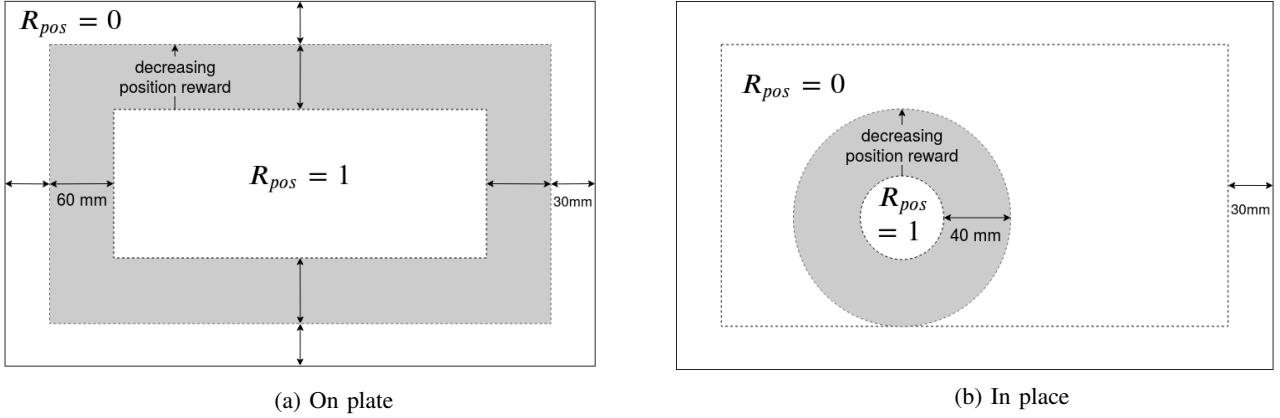 R_pos = 0
decreasing
position reward
R_pos = 1
60 mm
30mm
(a) On plate
R_pos = 0
decreasing
position reward
R_pos
= 1
40 mm
30mm
(b) In place